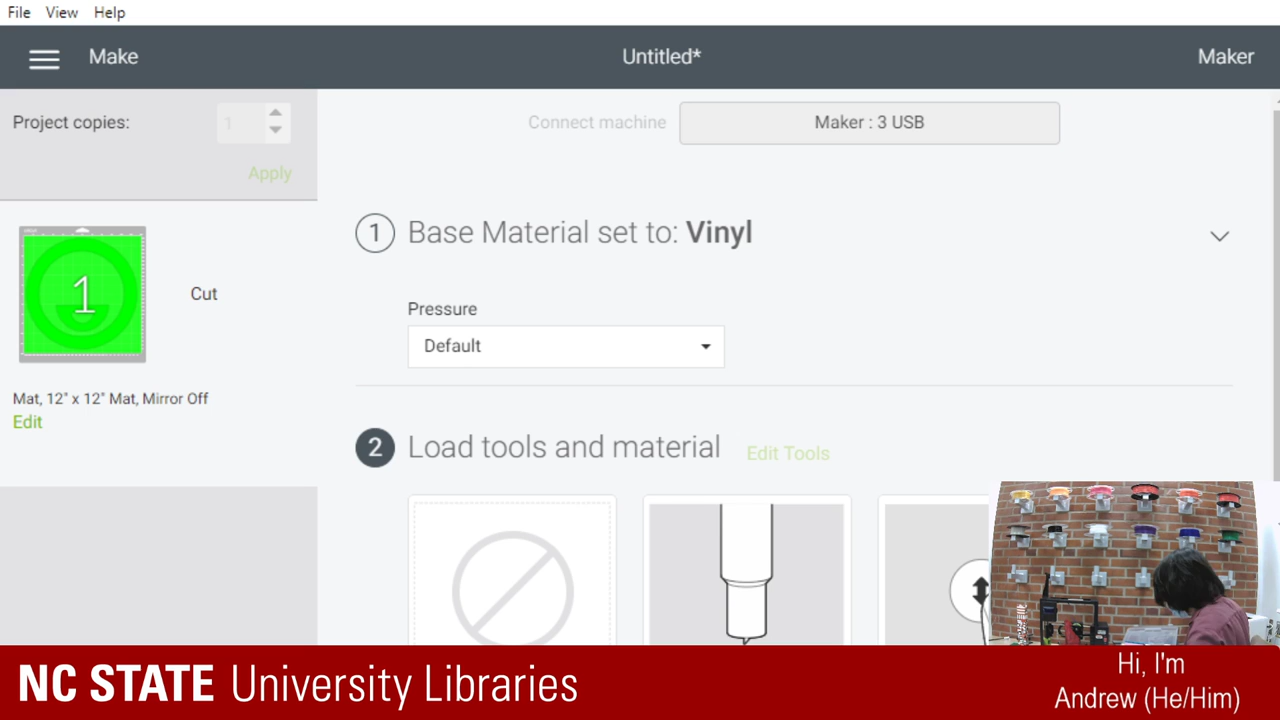 File View Help
Make Untitled* Maker
Project copies: 1
Connect machine Maker : 3 USB
Apply
1 Base Material set to: Vinyl
1 Cut
Pressure
Default
Mat, 12" x 12" Mat, Mirror Off
Edit
2 Load tools and material Edit Tools
NC STATE University Libraries
Hi, I'm
Andrew (He/Him)